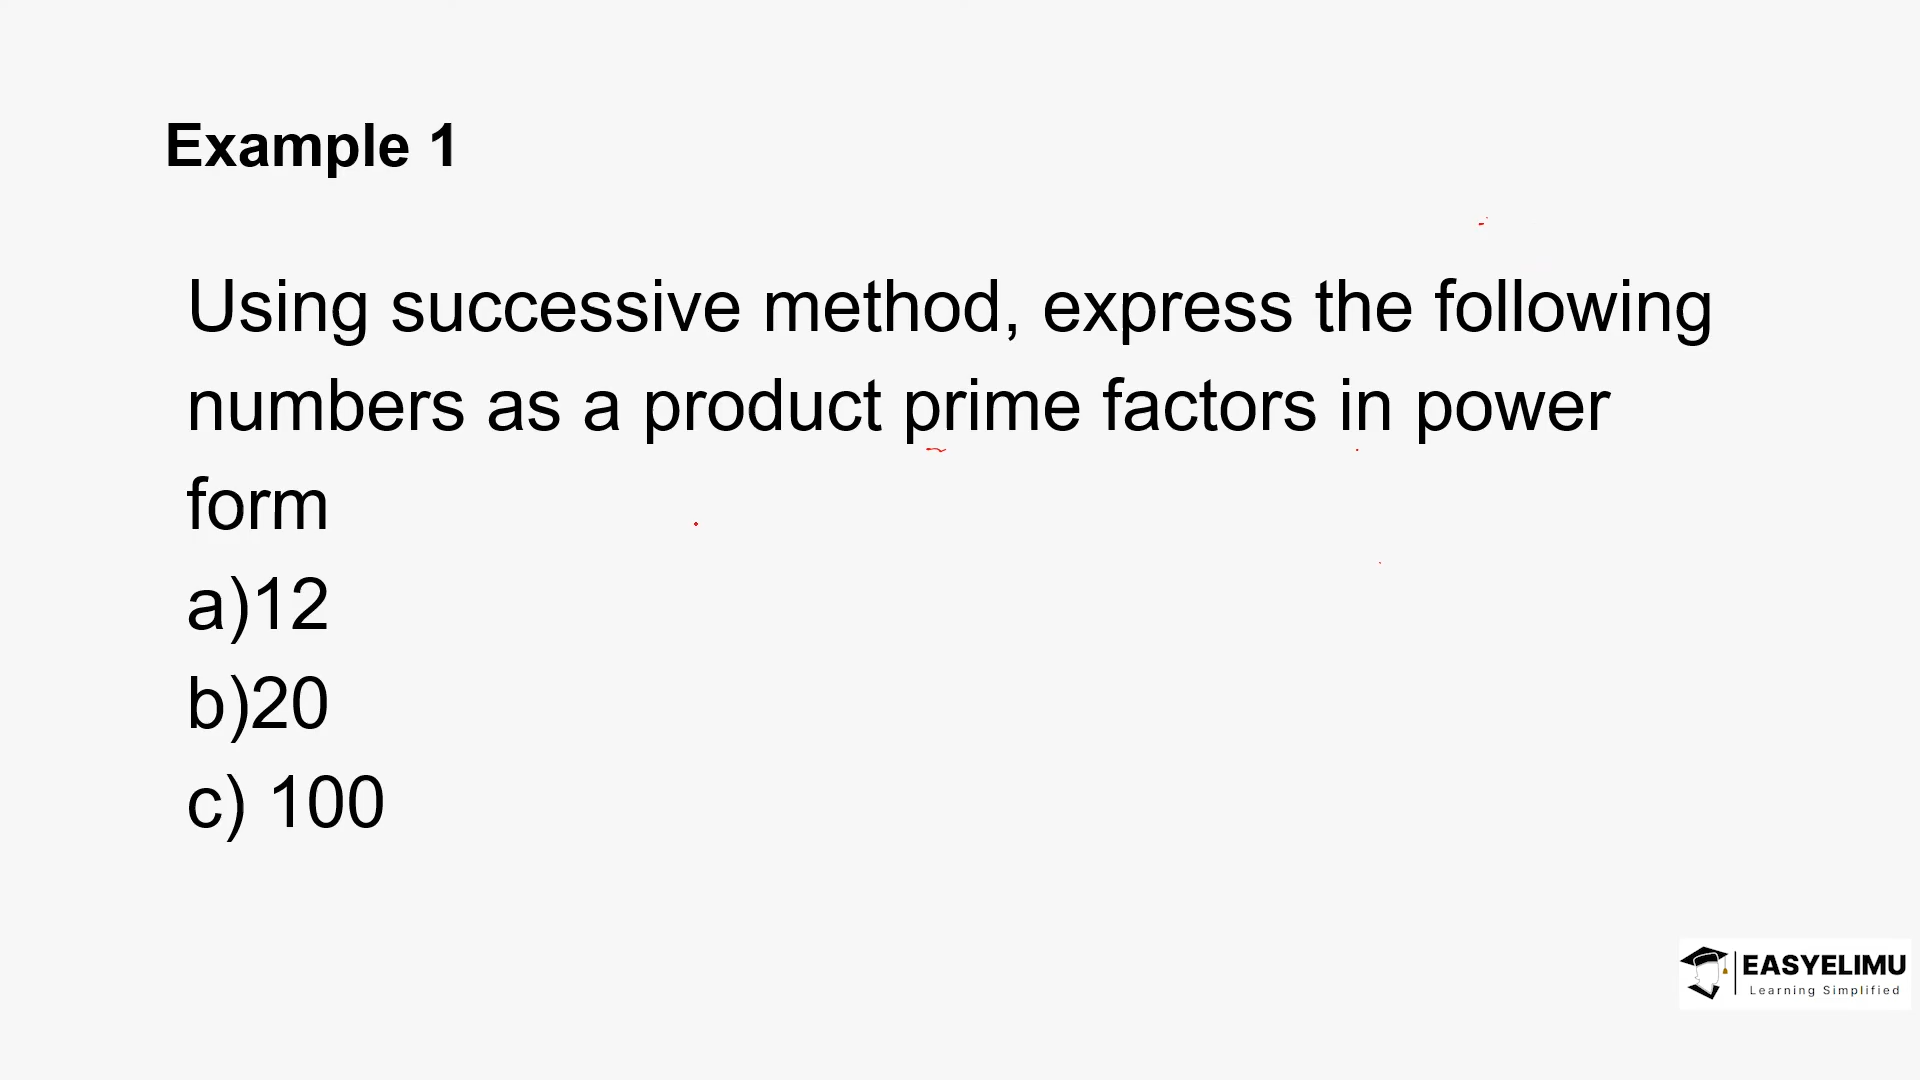 Example 1
Using successive method, express the following
numbers as a product prime factors in power
form
a)12
b)20
c) 100
EASYELIMU
Learning Simplified